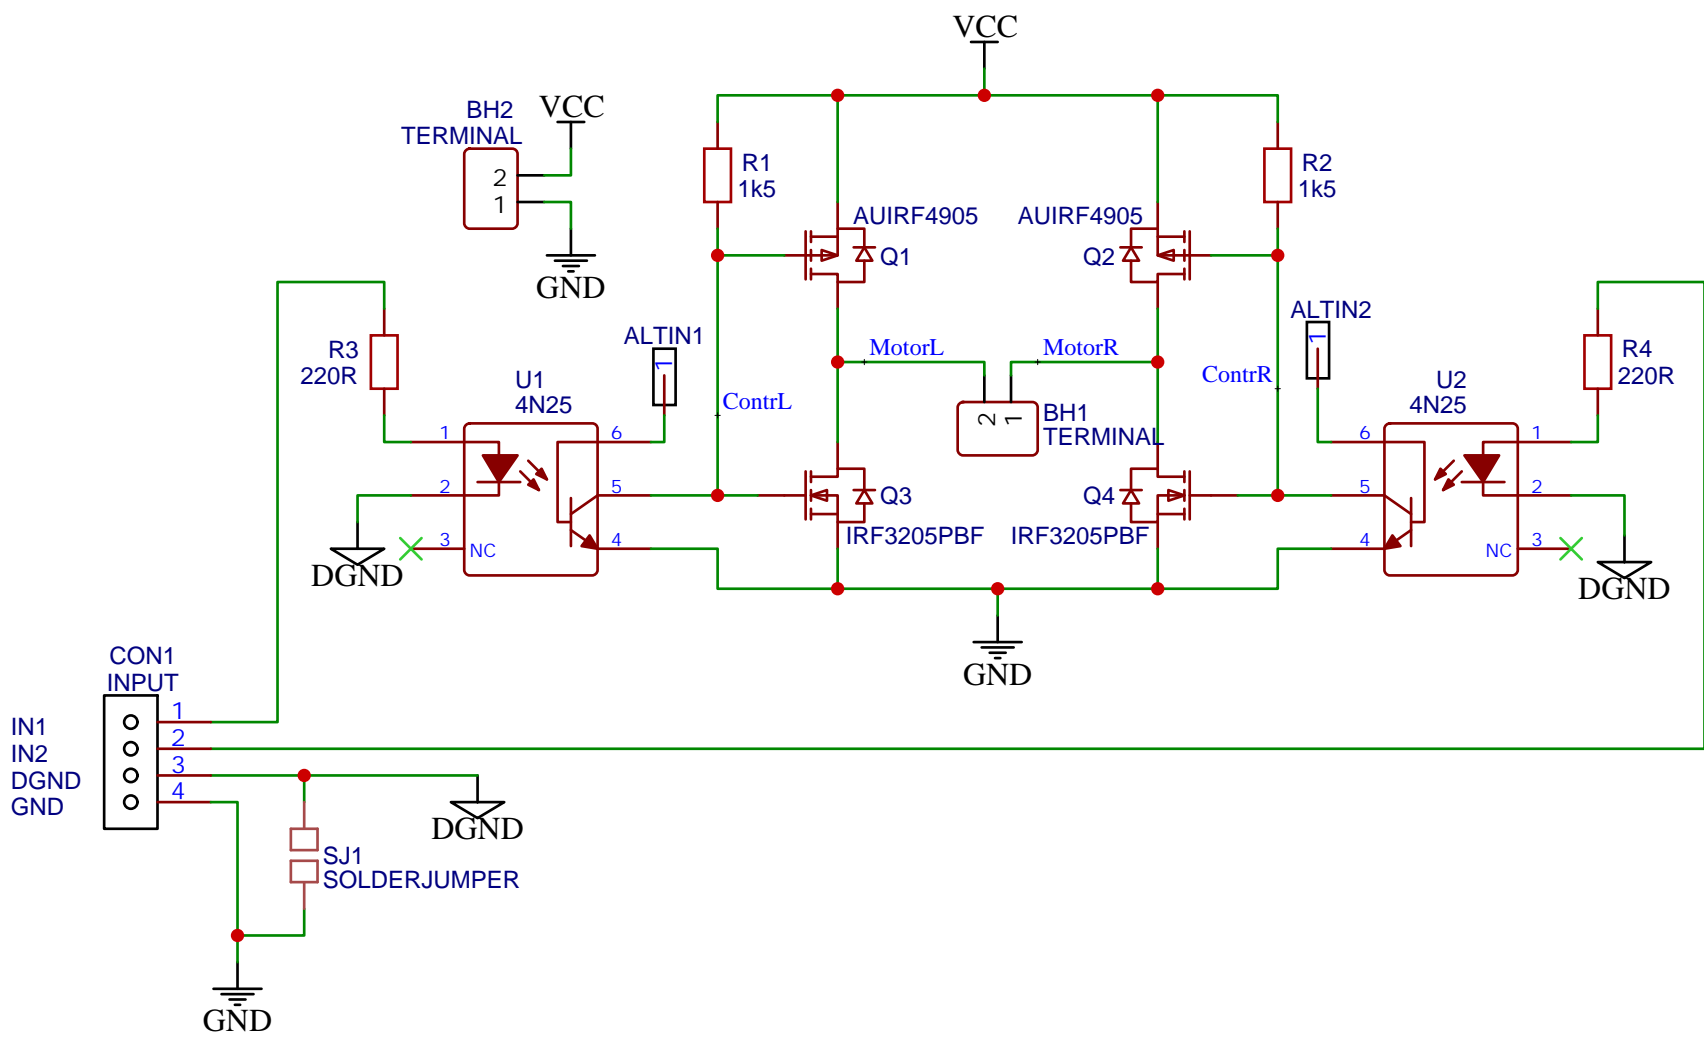 VCC
BH2
TERMINAL
VCC
2
1
GND
R1
1k5
R2
1k5
AUIRF4905
Q1
AUIRF4905
Q2
R3
220R
ALTIN1
1
ALTIN2
1
R4
220R
MotorL
MotorR
ContrL
ContrR
U1
4N25
1
2
3
NC
6
5
4
DGND
2
1
BH1
TERMINAL
Q3
IRF3205PBF
Q4
IRF3205PBF
U2
4N25
6
5
4
1
2
3
NC
DGND
GND
CON1
INPUT
IN1
IN2
DGND
GND
1
2
3
4
DGND
SJ1
SOLDERJUMPER
GND